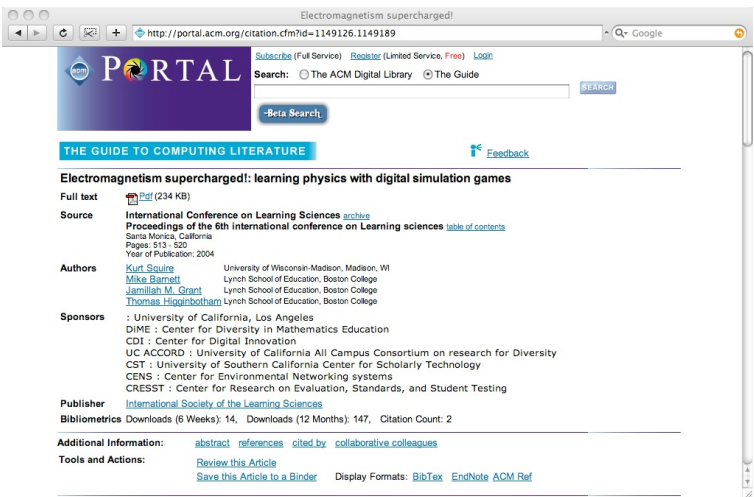 Electromagnetism supercharged!
http://portal.acm.org/citation.cfm?id=1149126.1149189
Google
acm PORTAL
Subscribe (Full Service) Register (Limited Service, Free) Login
Search: The ACM Digital Library The Guide
SEARCH
Beta Search
THE GUIDE TO COMPUTING LITERATURE
Feedback
Electromagnetism supercharged!: learning physics with digital simulation games
Full text Pdf (234 KB)
Source International Conference on Learning Sciences archive
Proceedings of the 6th international conference on Learning sciences table of contents
Santa Monica, California
Pages: 513 - 520
Year of Publication: 2004
Authors Kurt Squire University of Wisconsin-Madison, Madison, WI
Mike Barnett Lynch School of Education, Boston College
Jamillah M. Grant Lynch School of Education, Boston College
Thomas Higginbotham Lynch School of Education, Boston College
Sponsors : University of California, Los Angeles
DiME : Center for Diversity in Mathematics Education
CDI : Center for Digital Innovation
UC ACCORD : University of California All Campus Consortium on research for Diversity
CST : University of Southern California Center for Scholarly Technology
CENS : Center for Environmental Networking systems
CRESST : Center for Research on Evaluation, Standards, and Student Testing
Publisher International Society of the Learning Sciences
Bibliometrics Downloads (6 Weeks): 14, Downloads (12 Months): 147, Citation Count: 2
Additional Information: abstract references cited by collaborative colleagues
Tools and Actions: Review this Article
Save this Article to a Binder Display Formats: BibTex EndNote ACM Ref